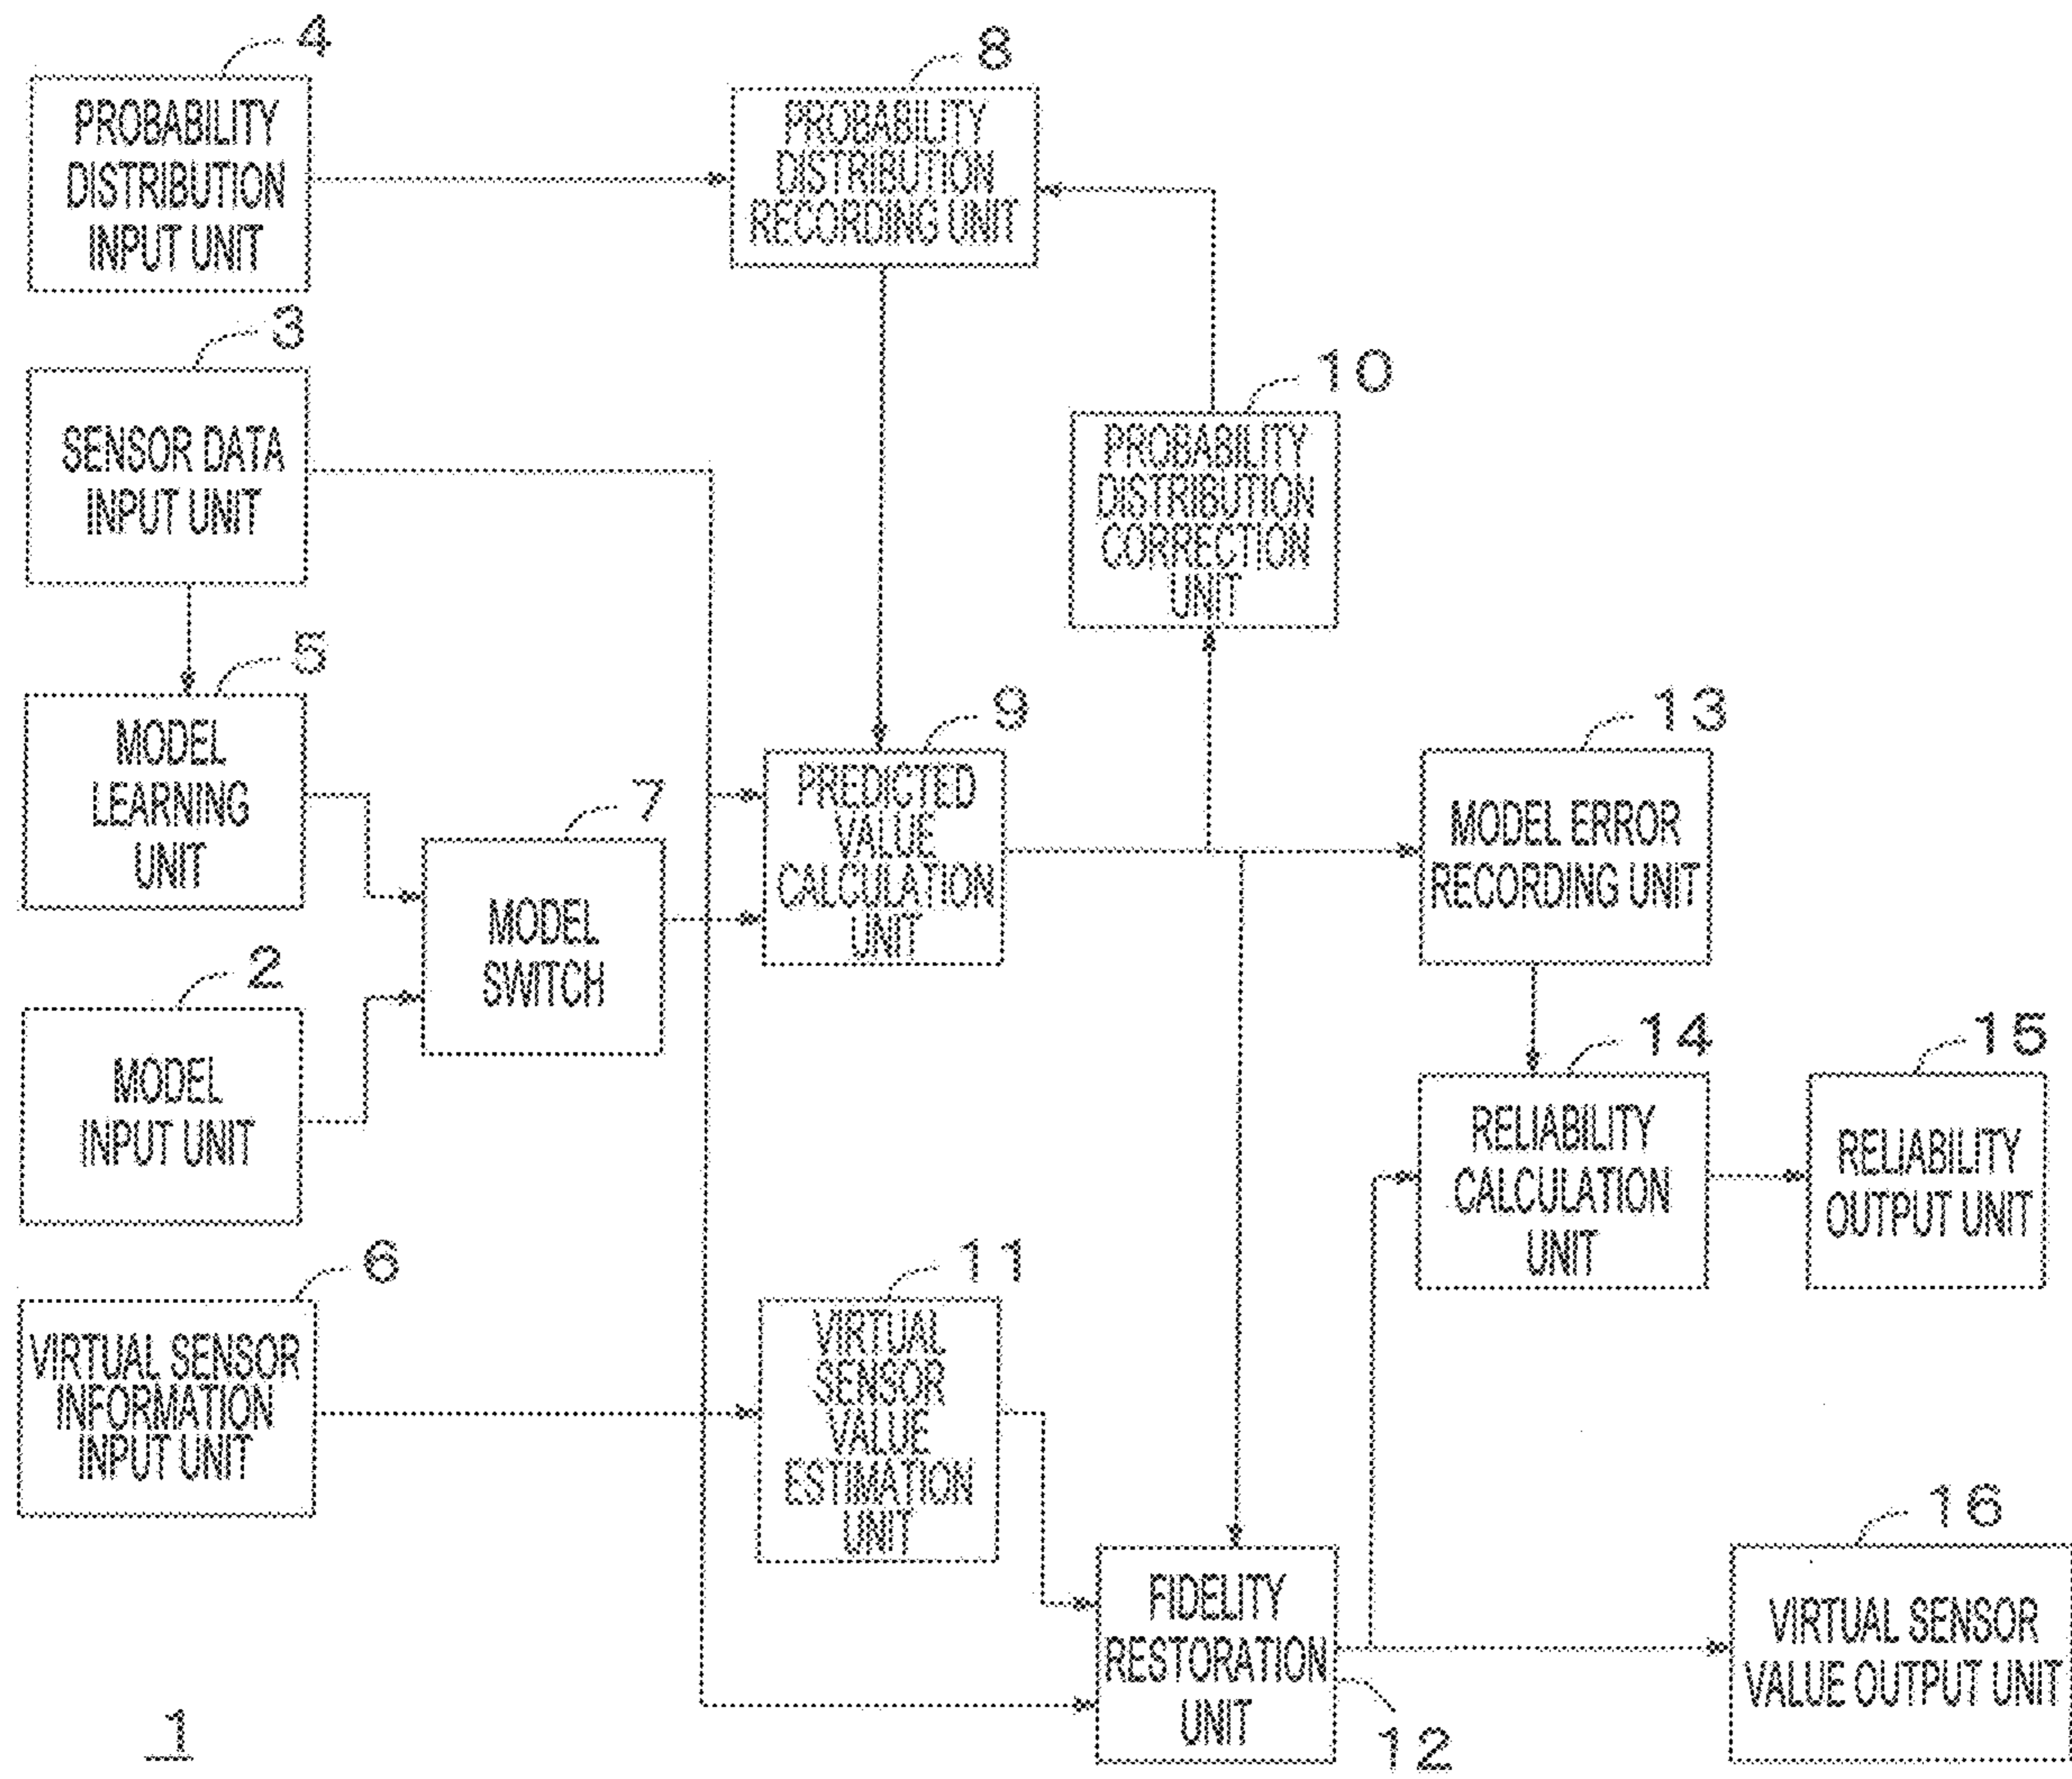 4
PROBABILITY
DISTRIBUTION
INPUT UNIT
8
PROBABILITY
DISTRIBUTION
RECORDING UNIT
3
SENSOR DATA
INPUT UNIT
10
PROBABILITY
DISTRIBUTION
CORRECTION
UNIT
5
MODEL
LEARNING
UNIT
7
MODEL
SWITCH
9
PREDICTED
VALUE
CALCULATION
UNIT
13
MODEL ERROR
RECORDING UNIT
2
MODEL
INPUT UNIT
14
RELIABILITY
CALCULATION
UNIT
15
RELIABILITY
OUTPUT UNIT
6
VIRTUAL SENSOR
INFORMATION
INPUT UNIT
11
VIRTUAL
SENSOR
VALUE
ESTIMATION
UNIT
FIDELITY
RESTORATION
UNIT
12
16
VIRTUAL SENSOR
VALUE OUTPUT UNIT
1